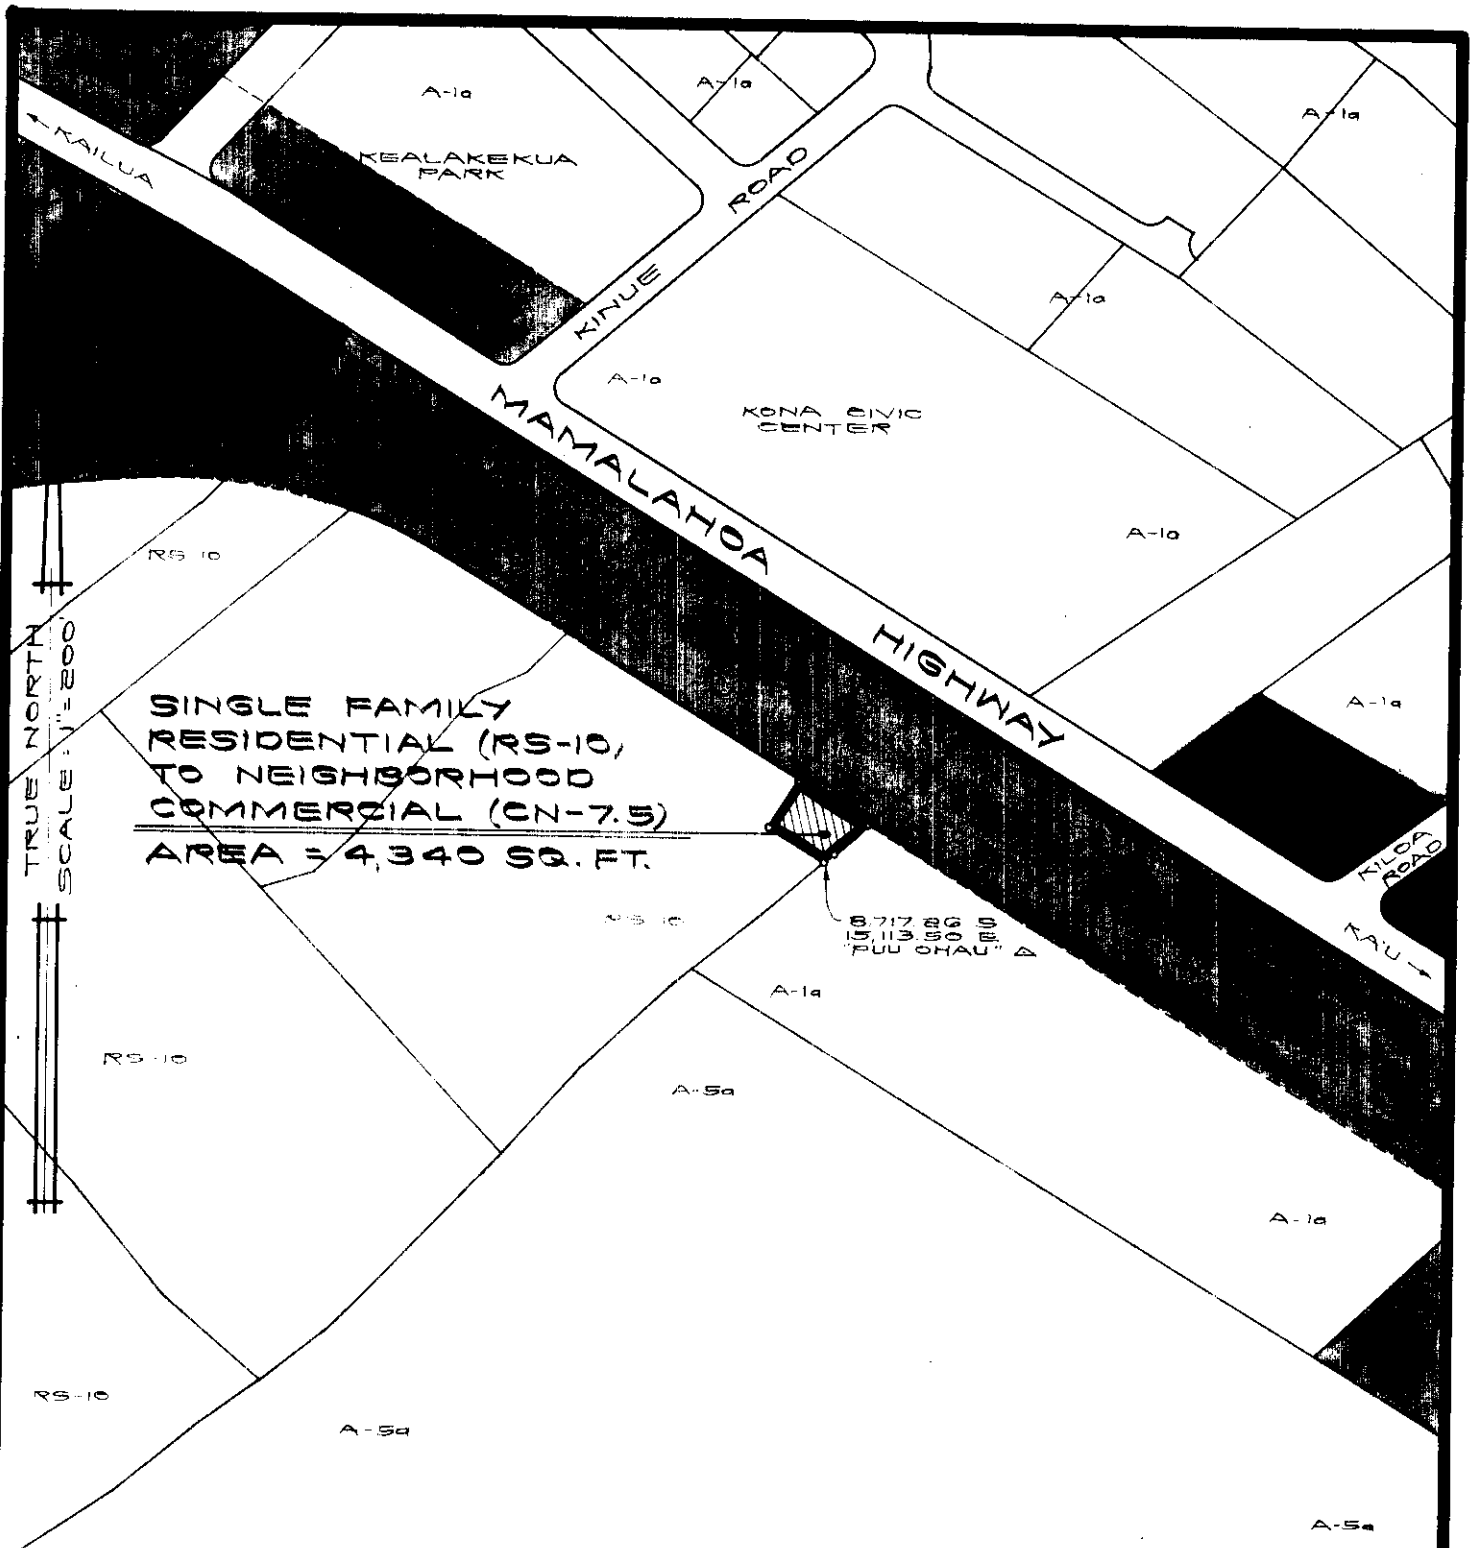 A-1a
A-1a
A-1a
← KAILUA
KEALAKEKUA
PARK
ROAD
KINUE
A-1a
A-1a
KONA CIVIC
CENTER
MAMALAHOA
HIGHWAY
A-1a
RS-10
TRUE NORTH
SCALE : 1"=200'
SINGLE FAMILY
RESIDENTIAL (RS-10)
TO NEIGHBORHOOD
COMMERCIAL (CN-7.5)
AREA = 4,340 SQ. FT.
A-1a
KILOA
ROAD
KA'U →
RS-10
8,717.86 S
15,113.50 E
"PUU OHAU" △
A-1a
RS-10
A-5a
A-1a
RS-10
A-5a
A-5a